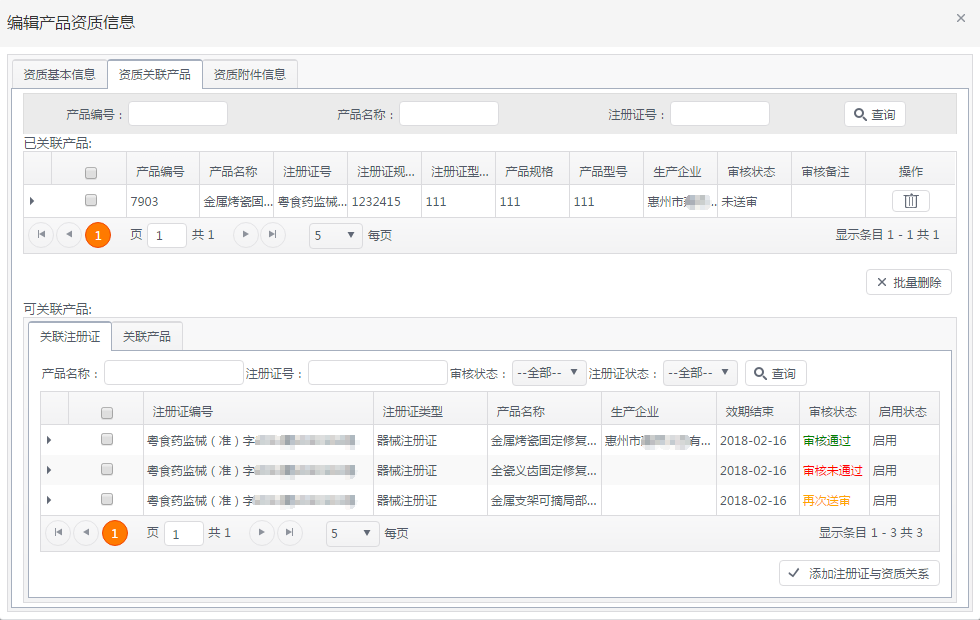 编辑产品资质信息
资质基本信息 资质关联产品 资质附件信息
产品编号： 产品名称： 注册证号： 查询
已关联产品:
产品编号 产品名称 注册证号 注册证规... 注册证型... 产品规格 产品型号 生产企业 审核状态 审核备注 操作
7903 金属烤瓷固... 粤食药监械... 1232415 111 111 111 惠州市 ... 未送审
1 页 1 共 1 5 每页 显示条目 1 - 1 共 1
批量删除
可关联产品:
关联注册证 关联产品
产品名称： 注册证号： 审核状态： --全部-- 注册证状态： --全部-- 查询
注册证编号 注册证类型 产品名称 生产企业 效期结束 审核状态 启用状态
粤食药监械（准）字 器械注册证 金属烤瓷固定修复... 惠州市 有... 2018-02-16 审核通过 启用
粤食药监械（准）字 器械注册证 全瓷义齿固定修复... 2018-02-16 审核未通过 启用
粤食药监械（准）字 器械注册证 金属支架可摘局部... 2018-02-16 再次送审 启用
1 页 1 共 1 5 每页 显示条目 1 - 3 共 3
添加注册证与资质关系